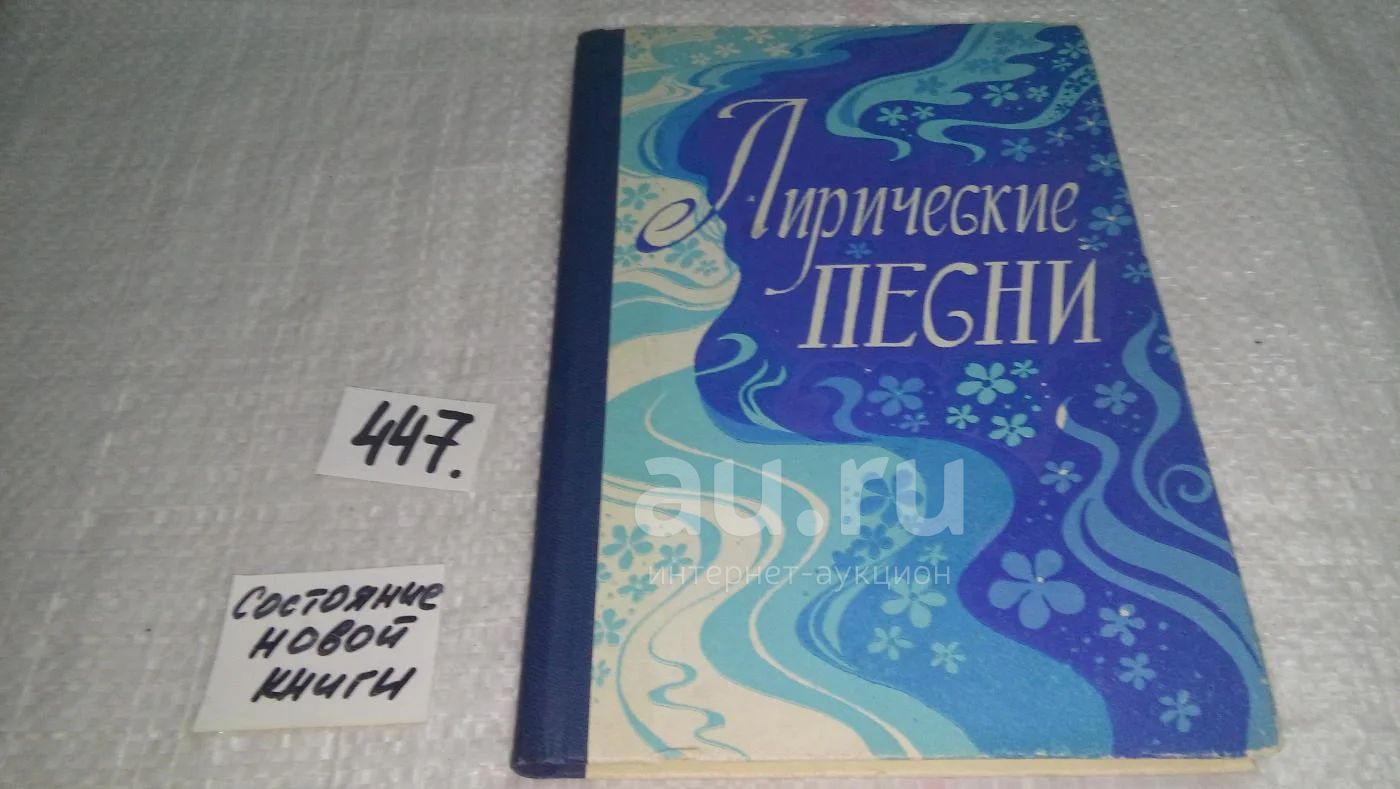 Лирические
ПЕСНИ
447.
Состояние
новой
книги
au.ru
интернет-аукцион